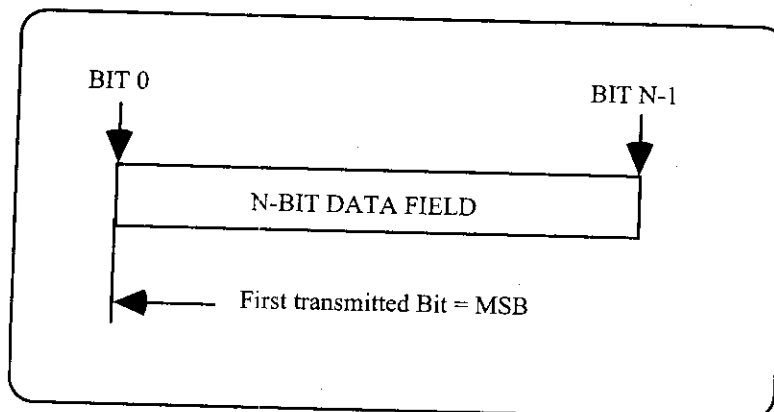 BIT 0
BIT N-1
N-BIT DATA FIELD
First transmitted Bit = MSB